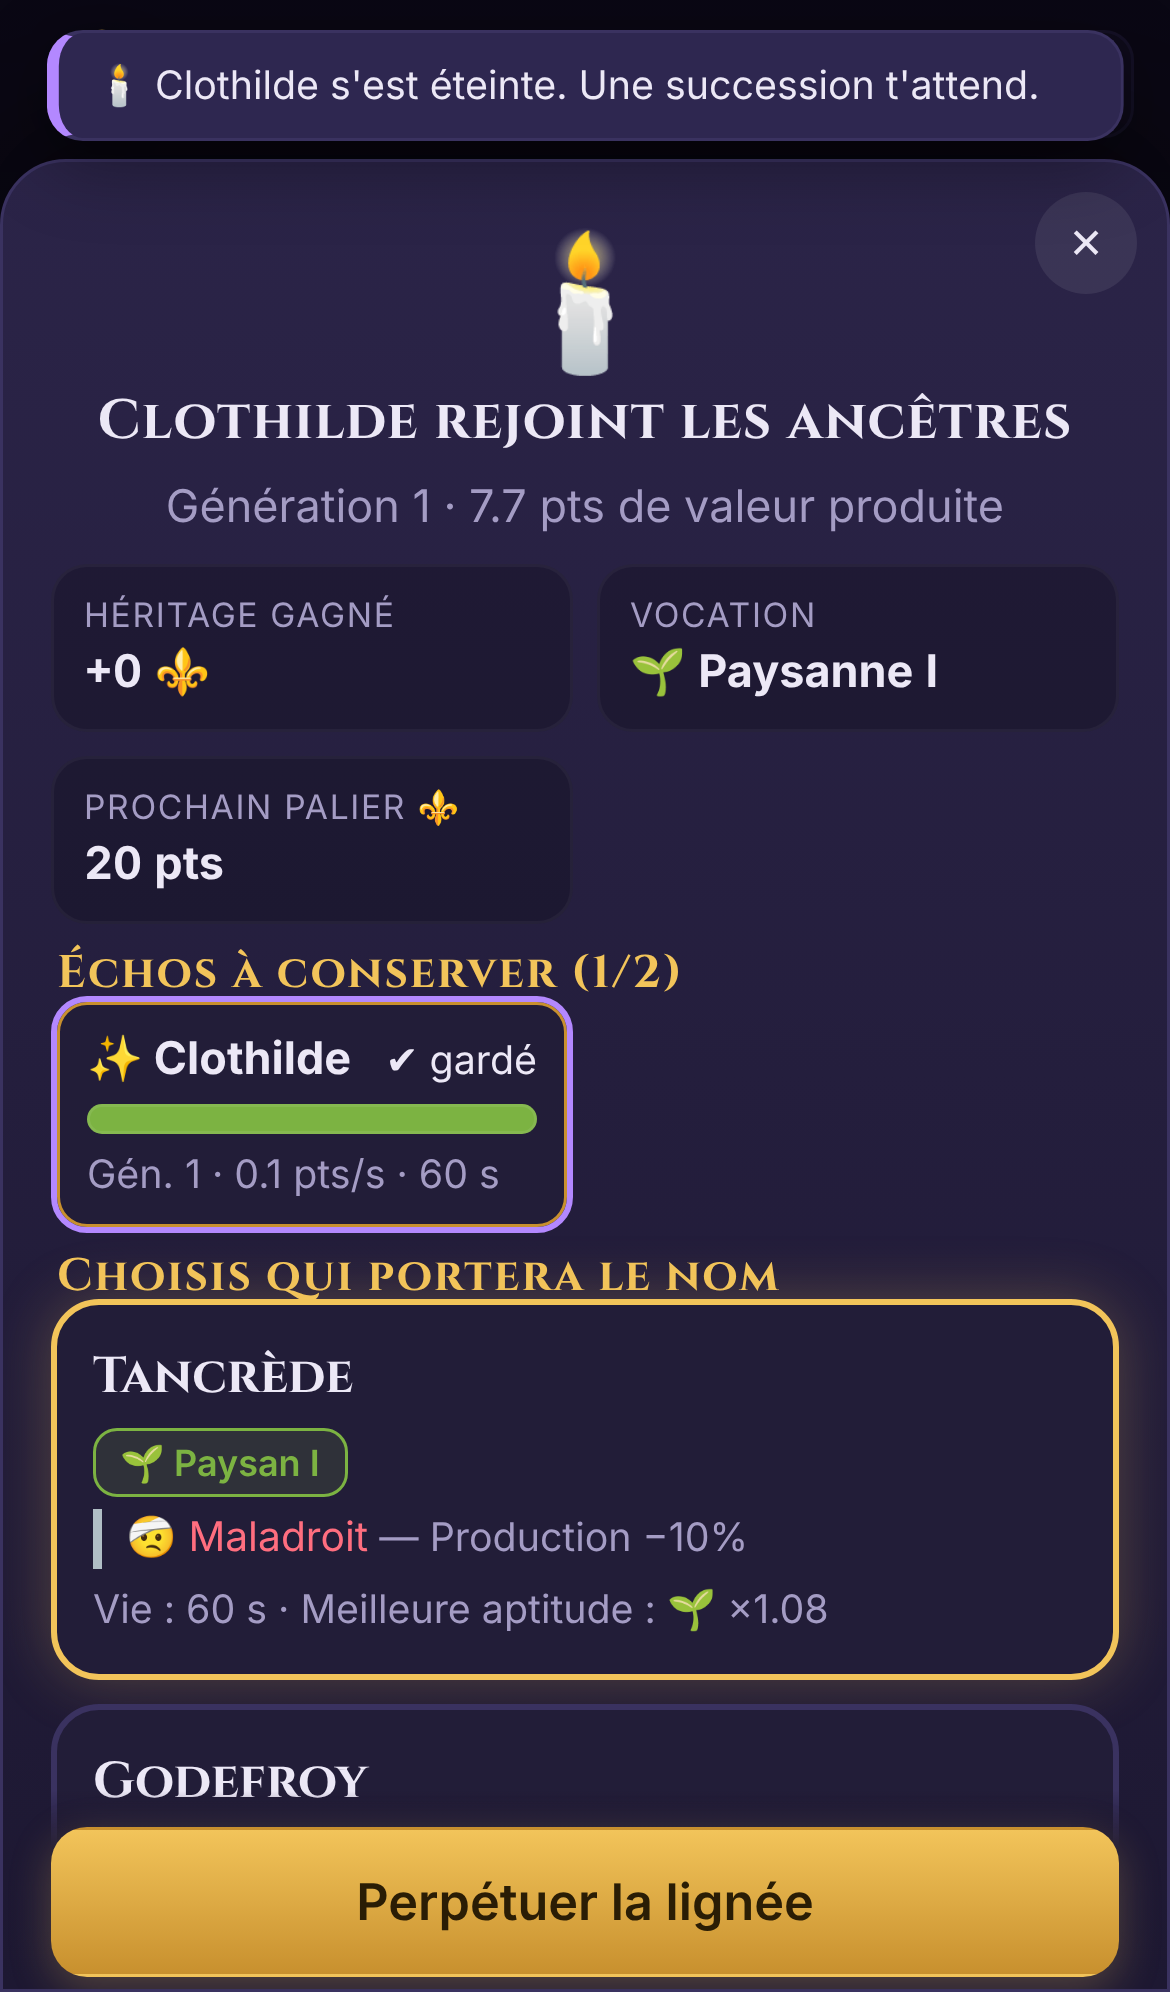 Clothilde s'est éteinte. Une succession t'attend.
Clothilde rejoint les ancêtres
Génération 1 · 7.7 pts de valeur produite
HÉRITAGE GAGNÉ
+0 ⚜️
VOCATION
🌱 Paysanne I
PROCHAIN PALIER ⚜️
20 pts
Échos à conserver (1/2)
✨ Clothilde ✔ gardé
Gén. 1 · 0.1 pts/s · 60 s
Choisis qui portera le nom
Tancrède
🌱 Paysan I
🤕 Maladroit — Production −10%
Vie : 60 s · Meilleure aptitude : 🌱 ×1.08
Godefroy
Perpétuer la lignée